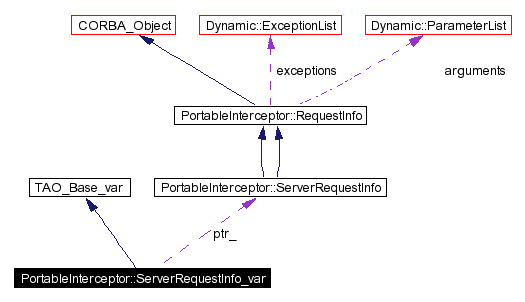 CORBA_Object
Dynamic::ExceptionList
Dynamic::ParameterList
exceptions
arguments
PortableInterceptor::RequestInfo
TAO_Base_var
PortableInterceptor::ServerRequestInfo
ptr_
PortableInterceptor::ServerRequestInfo_var